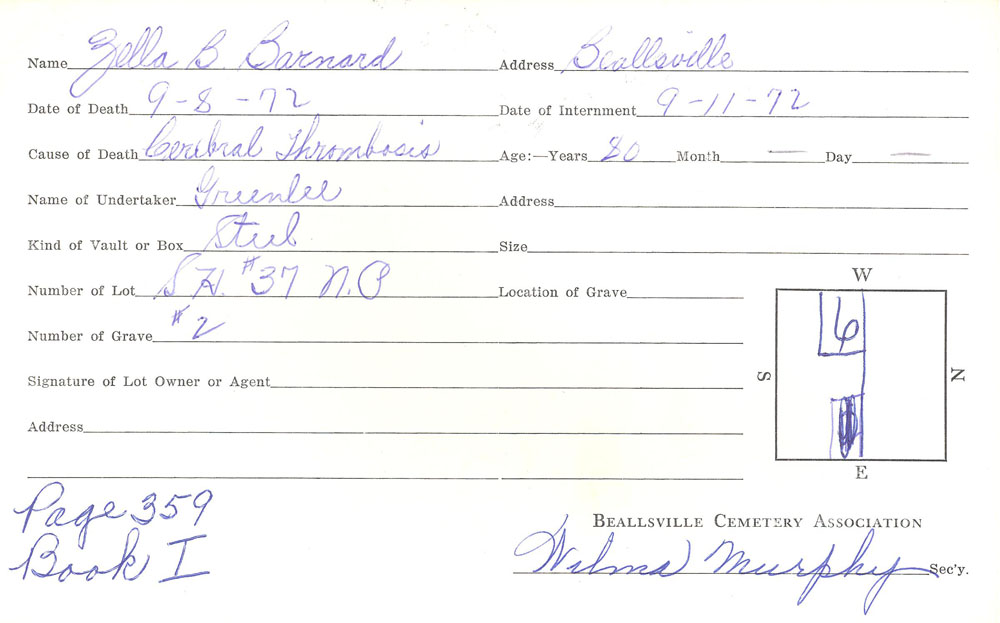 Name Zella B. Barnard Address Beallsville
Date of Death 9-8-72 Date of Internment 9-11-72
Cause of Death Cerebral Thrombosis Age:—Years 80 Month — Day —
Name of Undertaker Greenlee Address
Kind of Vault or Box Steel Size
Number of Lot S H. #37 N.P Location of Grave
Number of Grave #2
Signature of Lot Owner or Agent
Address
W
S
N
E
6
Page 359
Book I
BEALLSVILLE CEMETERY ASSOCIATION
Wilma Murphy Sec'y.